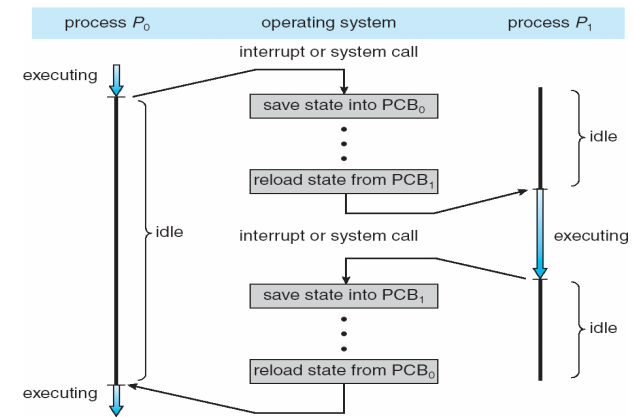 process P₀ operating system process P₁
interrupt or system call
executing
save state into PCB₀
idle
reload state from PCB₁
idle
interrupt or system call
executing
save state into PCB₁
idle
reload state from PCB₀
executing